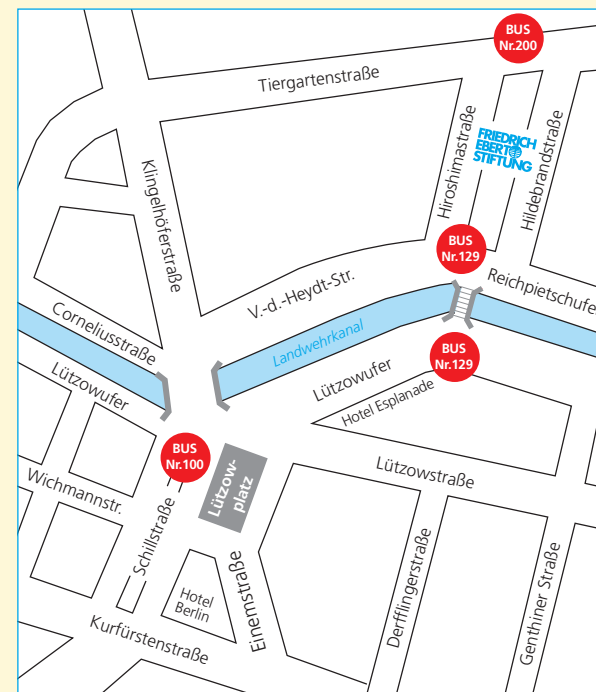 BUS
Nr.200
Tiergartenstraße
FRIEDRICH
EBERT
STIFTUNG
Hiroshimastraße
Hildebrandstraße
Klingelhöferstraße
BUS
Nr.129
Reichpietschufe
V.-d.-Heydt-Str.
Landwehrkanal
Corneliusstraße
Lützowufer
Lützowufer
BUS
Nr.129
Hotel Esplanade
BUS
Nr.100
Lützow-
platz
Lützowstraße
Wichmannstr.
Schillstraße
Hotel
Berlin
Einemstraße
Derfflingerstraße
Genthiner Straße
Kurfürstenstraße